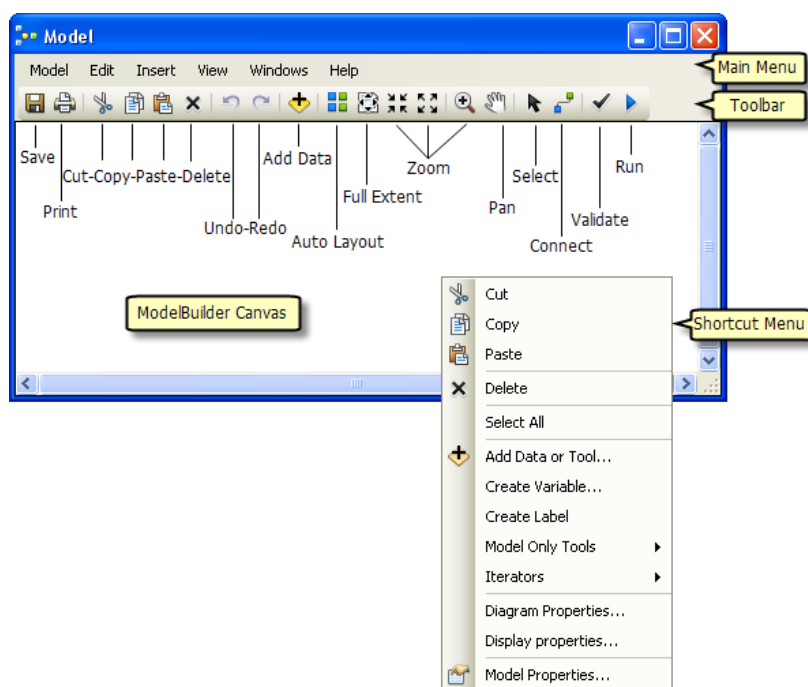 Model
Model Edit Insert View Windows Help
Main Menu
Toolbar
Save
Cut-Copy-Paste-Delete
Add Data
Zoom
Select
Run
Print
Full Extent
Pan
Undo-Redo
Validate
Auto Layout
Connect
ModelBuilder Canvas
Shortcut Menu
Cut
Copy
Paste
Delete
Select All
Add Data or Tool...
Create Variable...
Create Label
Model Only Tools
Iterators
Diagram Properties...
Display properties...
Model Properties...